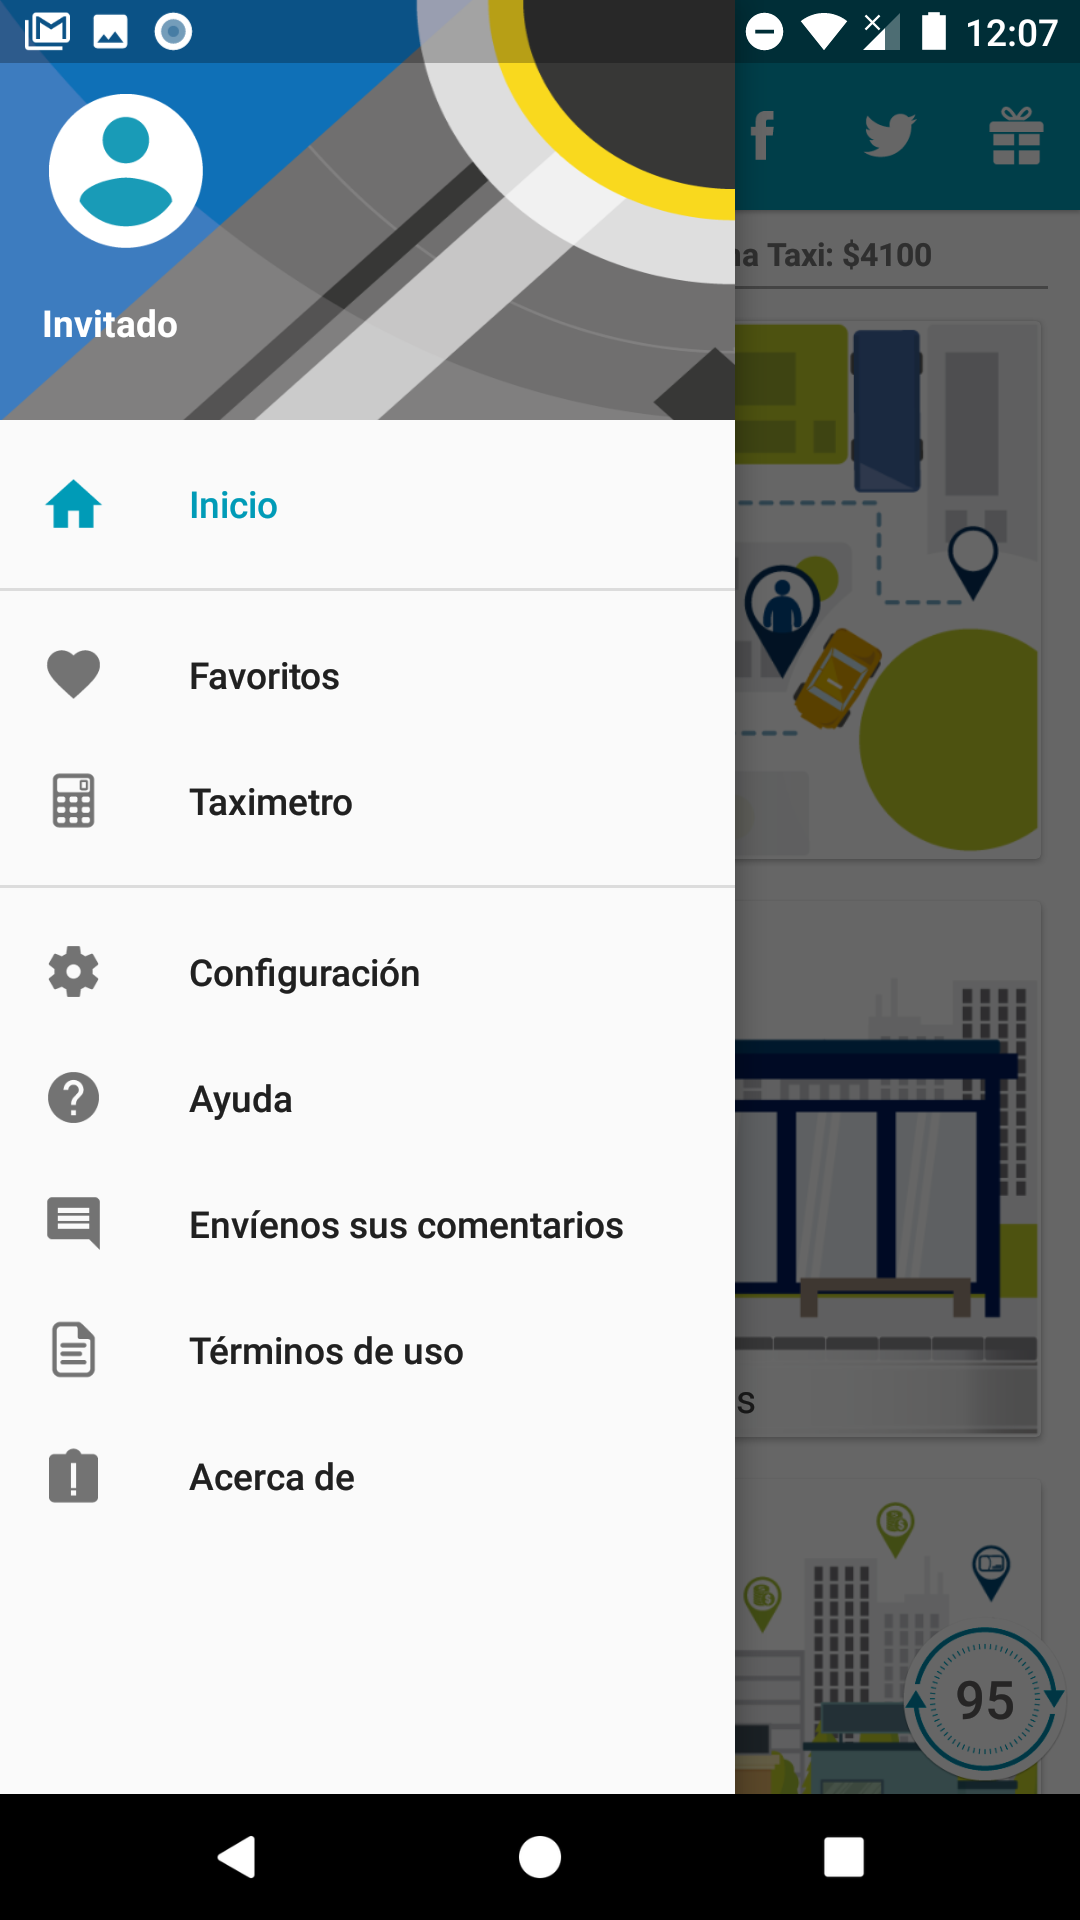 12:07
Taxi: $4100
Invitado
Inicio
Favoritos
Taximetro
Configuración
Ayuda
Envíenos sus comentarios
Términos de uso
Acerca de
95